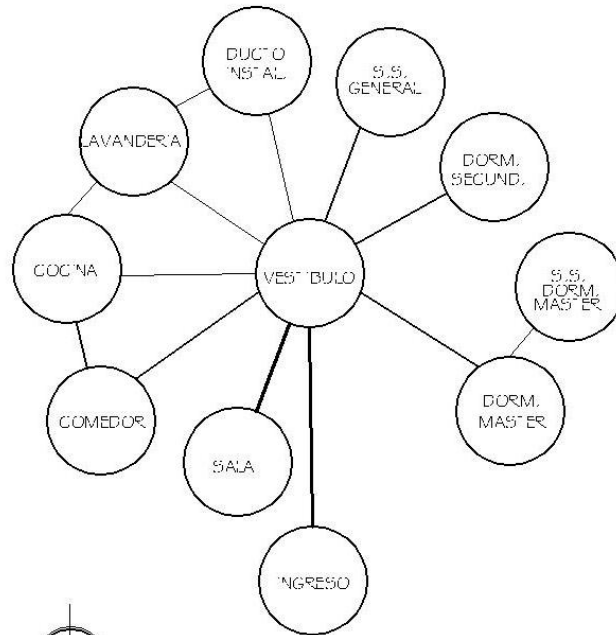 DUCTO
INSTAL.
S.S.
GENERAL
LAVANDERIA
DORM.
SECUND.
COCINA
VESTIBULO
S.S.
DORM.
MASTER
COMEDOR
DORM.
MASTER
SALA
INGRESO